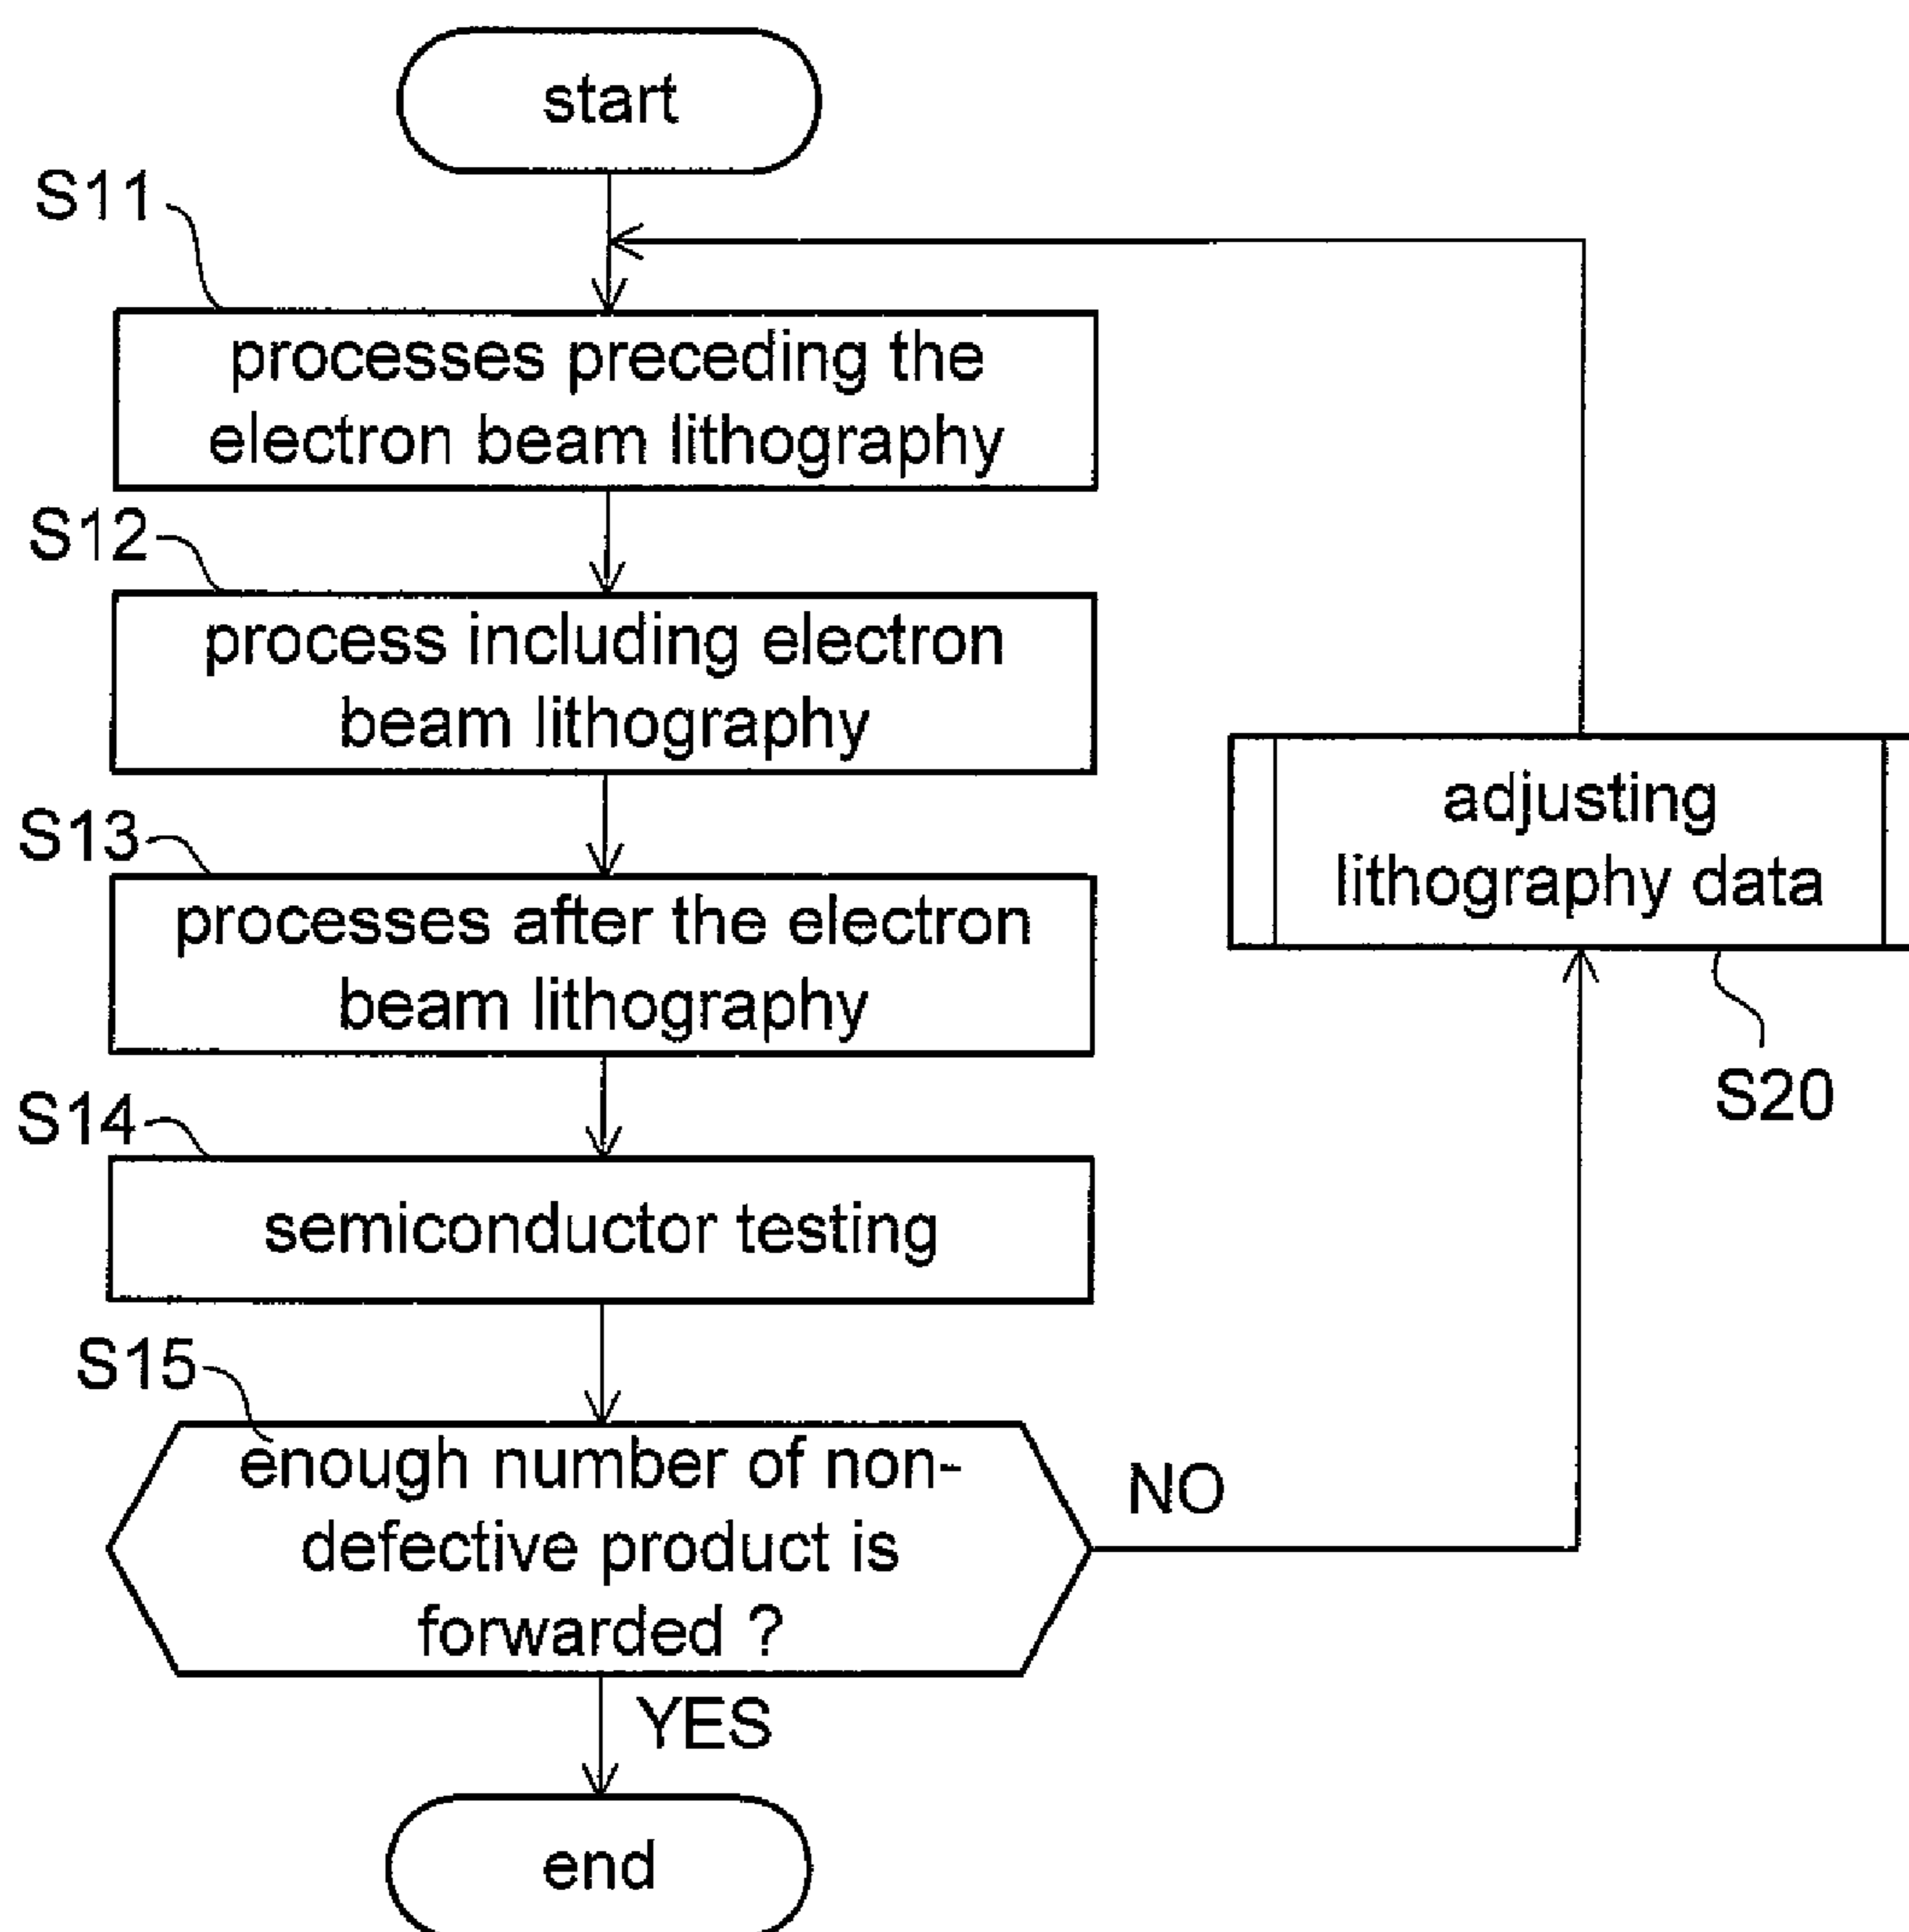 start
S11
processes preceding the
electron beam lithography
S12
process including electron
beam lithography
S13
processes after the electron
beam lithography
adjusting
lithography data
S20
S14
semiconductor testing
S15
enough number of non-
defective product is
forwarded ?
NO
YES
end